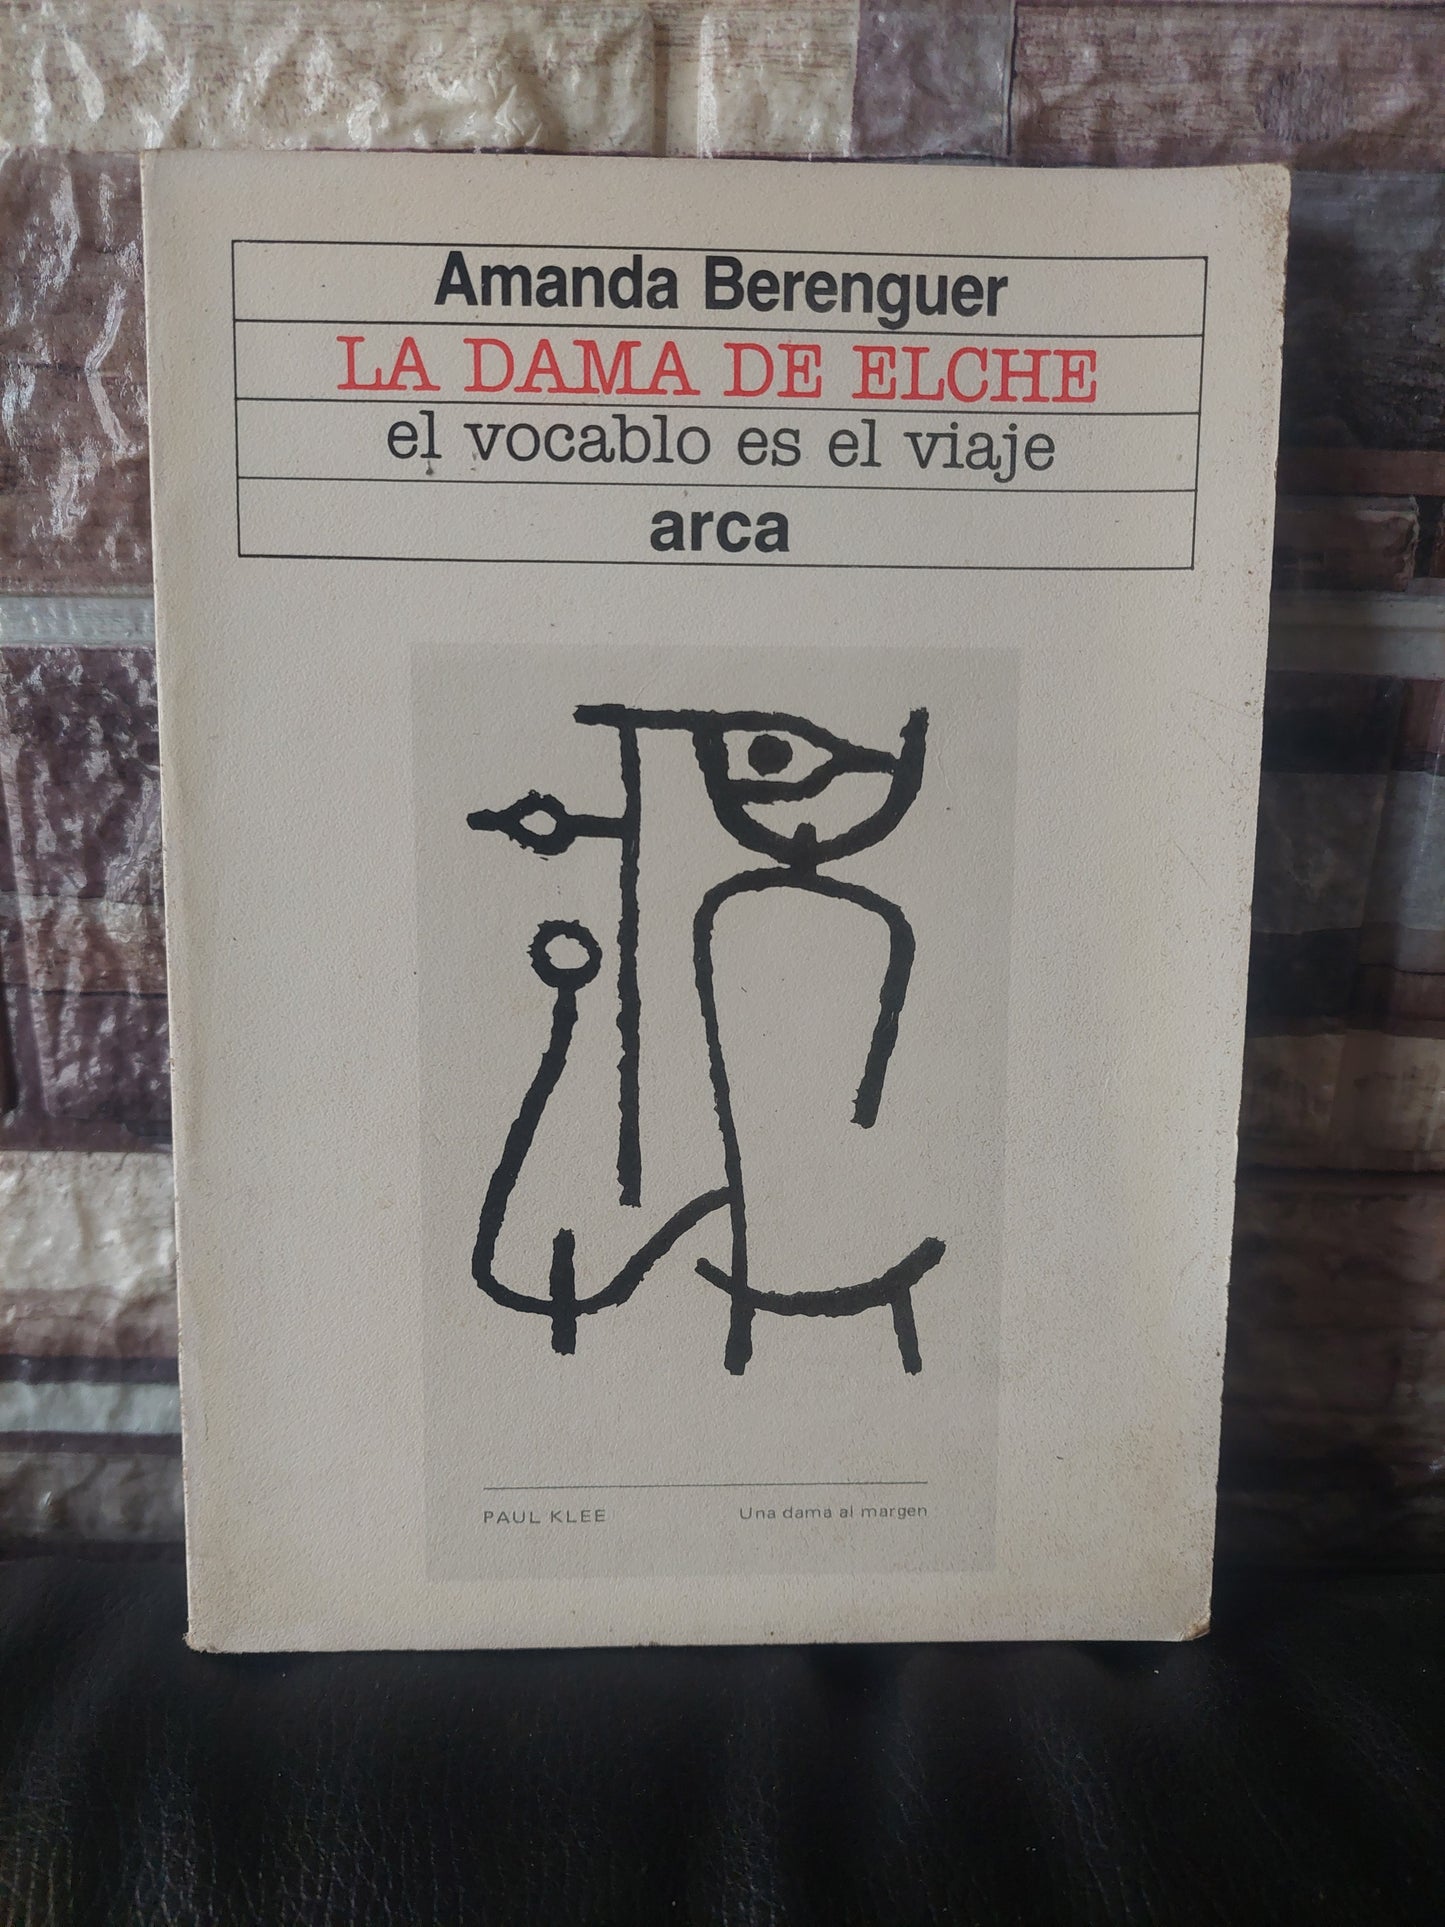 Amanda Berenguer
LA DAMA DE ELCHE
el vocablo es el viaje
arca
PAUL KLEE Una dama al margen